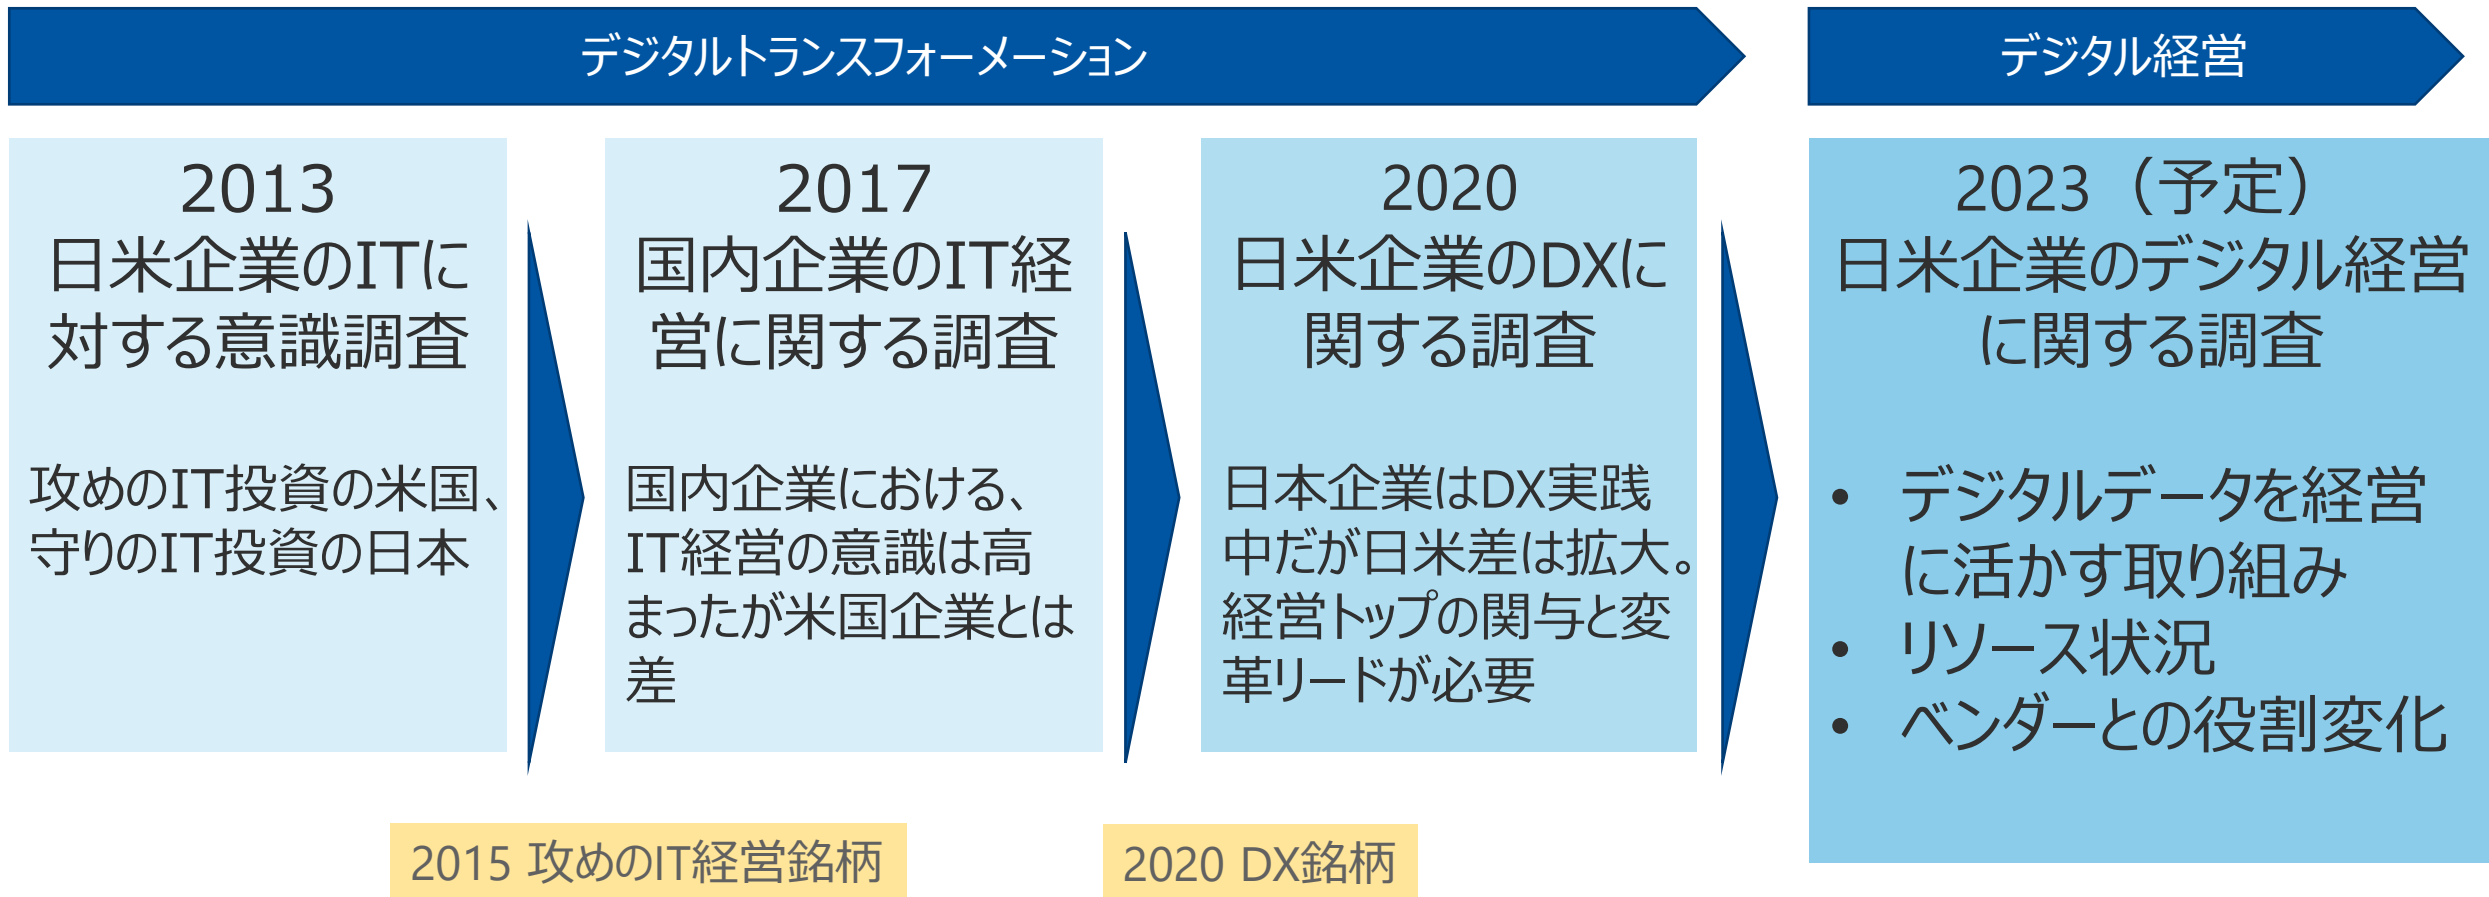 デジタルトランスフォーメーション
デジタル経営
2013
日米企業のITに
対する意識調査
攻めのIT投資の米国、
守りのIT投資の日本
2017
国内企業のIT経
営に関する調査
国内企業における、
IT経営の意識は高
まったが米国企業とは
差
2020
日米企業のDXに
関する調査
日本企業はDX実践
中だが日米差は拡大。
経営トップの関与と変
革リードが必要
2023（予定）
日米企業のデジタル経営
に関する調査
• デジタルデータを経営
に活かす取り組み
• リソース状況
• ベンダーとの役割変化
2015 攻めのIT経営銘柄
2020 DX銘柄